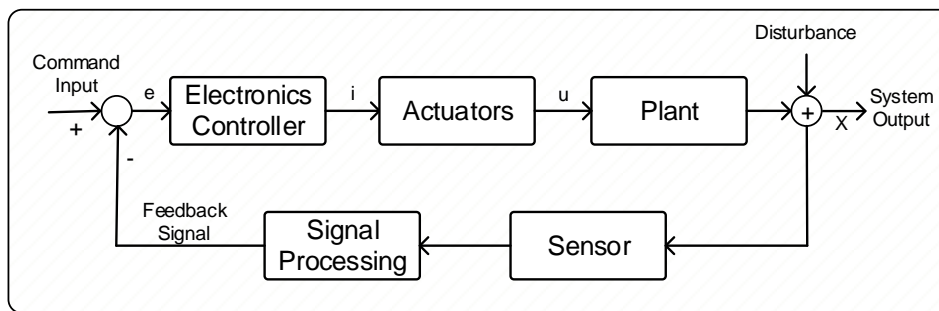 Disturbance
Command
Input
e
Electronics
Controller
i
Actuators
u
Plant
+
X
System
Output
+
-
Feedback
Signal
Signal
Processing
Sensor